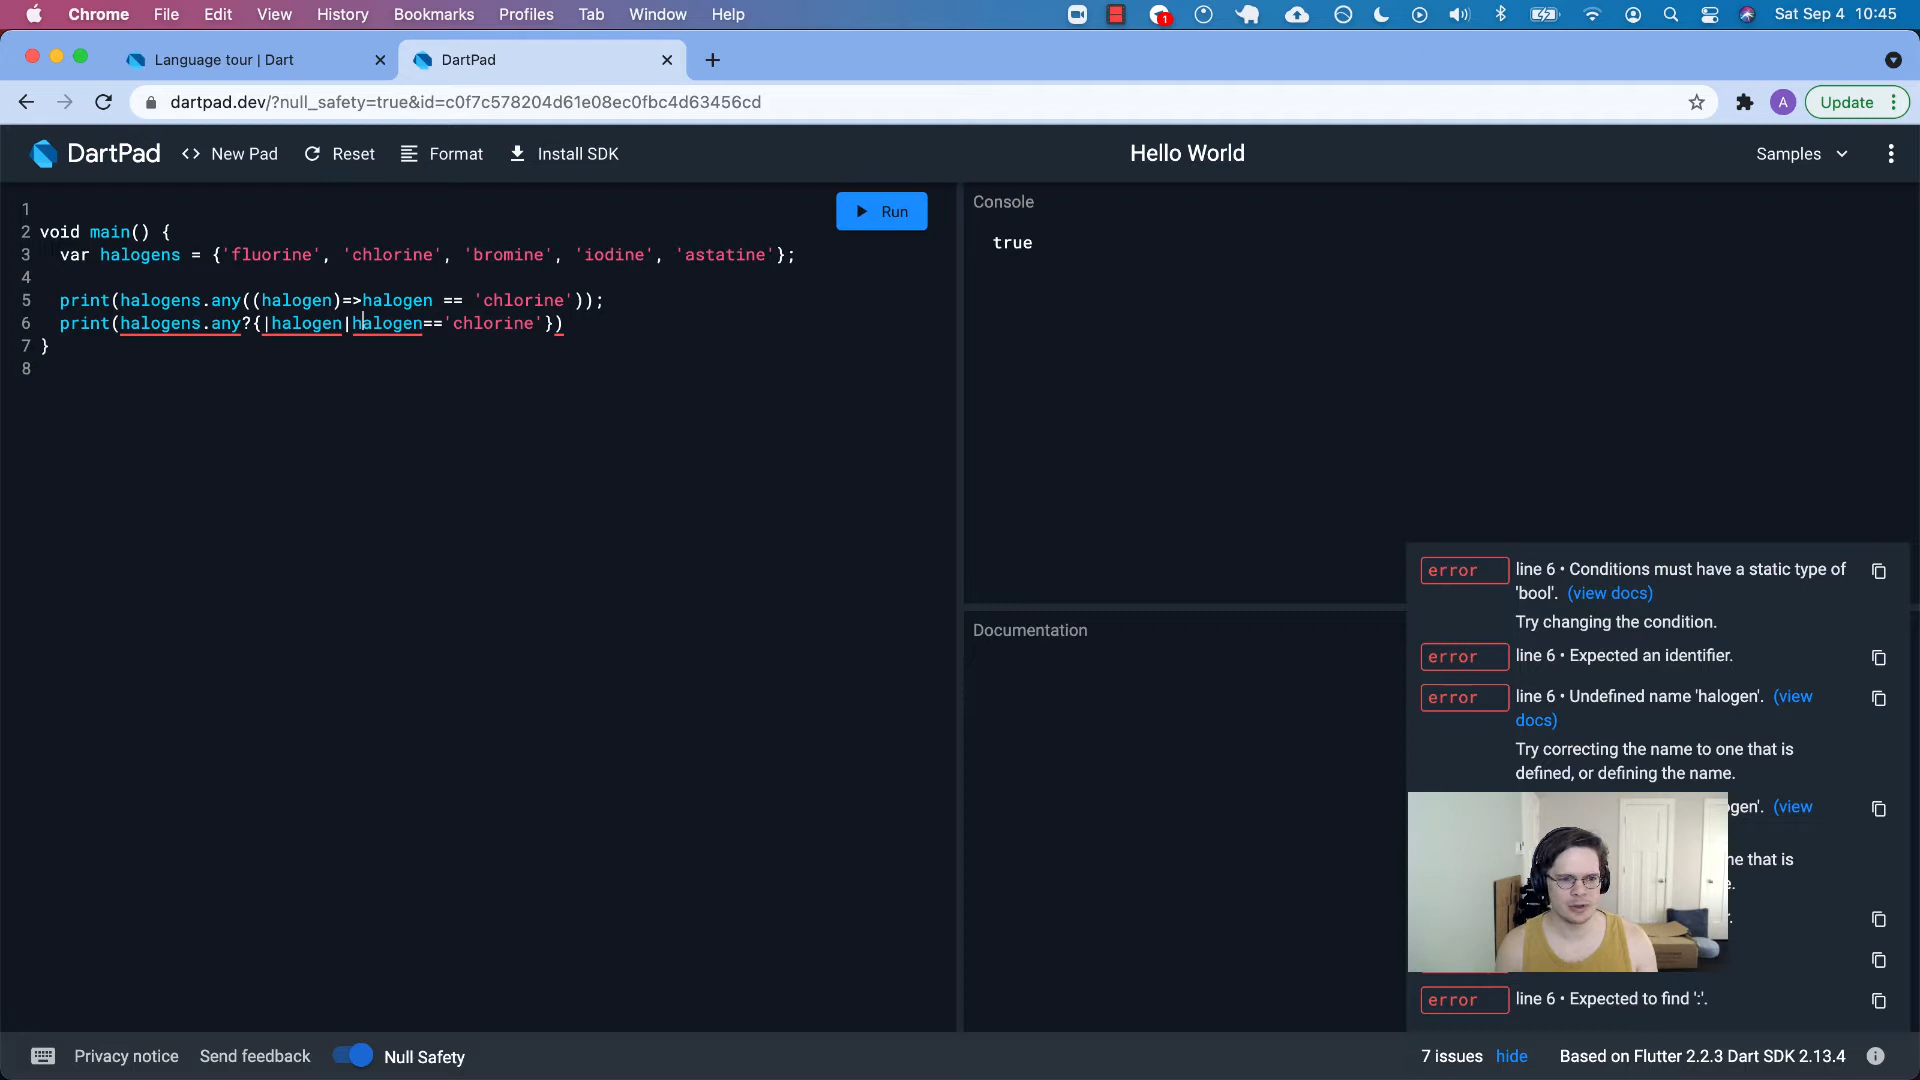 Chrome File Edit View History Bookmarks Profiles Tab Window Help 1 Sat Sep 4 10:45
Language tour | Dart DartPad
dartpad.dev/?null_safety=true&id=c0f7c578204d61e08ec0fbc4d63456cd A Update
DartPad <> New Pad Reset Format Install SDK Hello World Samples
Run
Console
true
1
2 void main() {
3 var halogens = {'fluorine', 'chlorine', 'bromine', 'iodine', 'astatine'};
4
5 print(halogens.any((halogen)=>halogen == 'chlorine'));
6 print(halogens.any?{|halogen|halogen=='chlorine'})
7 }
8
Documentation
error line 6 • Conditions must have a static type of
'bool'. (view docs)
Try changing the condition.
error line 6 • Expected an identifier.
error line 6 • Undefined name 'halogen'. (view
docs)
Try correcting the name to one that is
defined, or defining the name.
ogen'. (view
ne that is
error line 6 • Expected to find ':'.
Privacy notice Send feedback Null Safety 7 issues hide Based on Flutter 2.2.3 Dart SDK 2.13.4